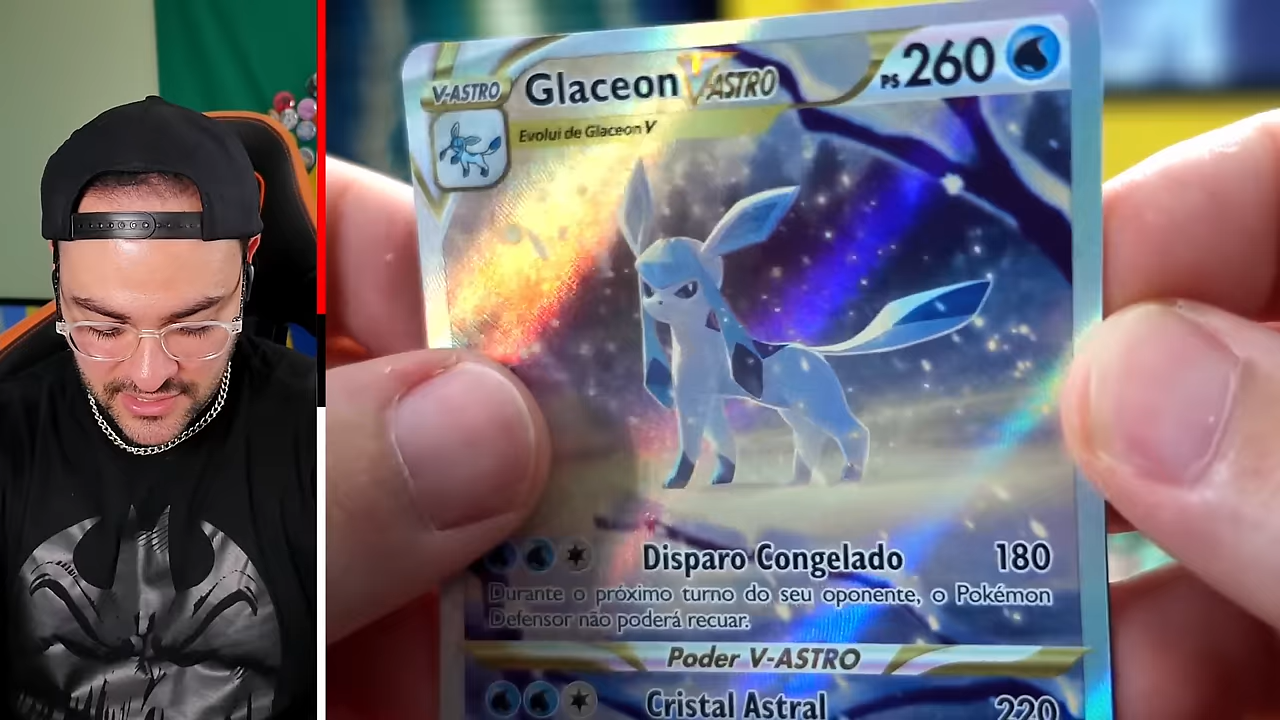 V-ASTRO Glaceon V-ASTRO PS 260
Evolui de Glaceon V
Disparo Congelado 180
Durante o próximo turno do seu oponente, o Pokémon
Defensor não poderá recuar.
Poder V-ASTRO
Cristal Astral 220